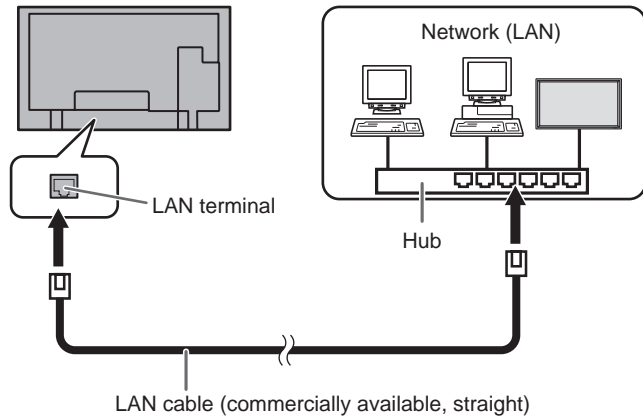 Network (LAN)
LAN terminal
Hub
LAN cable (commercially available, straight)